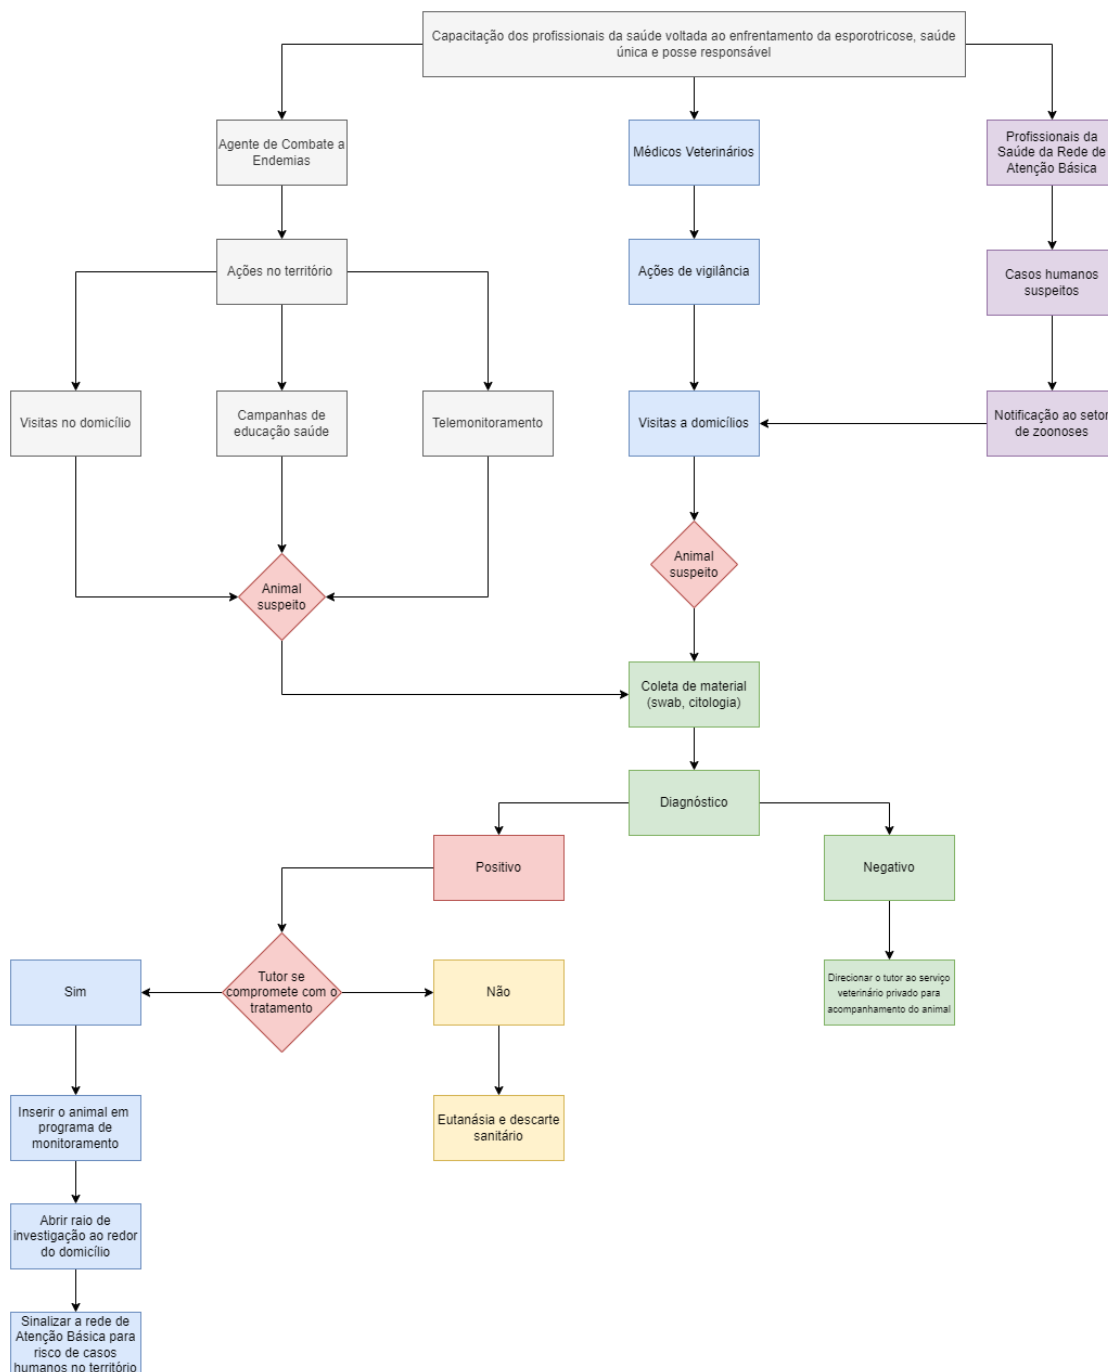 Capacitação dos profissionais da saúde voltada ao enfrentamento da esporotricose, saúde
única e posse responsável
Agente de Combate a
Endemias
Médicos Veterinários
Profissionais da
Saúde da Rede de
Atenção Básica
Ações no território
Ações de vigilância
Casos humanos
suspeitos
Visitas no domicílio
Campanhas de
educação saúde
Telemonitoramento
Visitas a domicílios
Notificação ao setor
de zoonoses
Animal
suspeito
Animal
suspeito
Coleta de material
(swab, citologia)
Diagnóstico
Positivo
Negativo
Tutor se
compromete com o
tratamento
Sim
Não
Direcionar o tutor ao serviço
veterinário privado para
acompanhamento do animal
Inserir o animal em
programa de
monitoramento
Eutanásia e descarte
sanitário
Abrir raio de
investigação ao redor
do domicílio
Sinalizar a rede de
Atenção Básica para
risco de casos
humanos no território